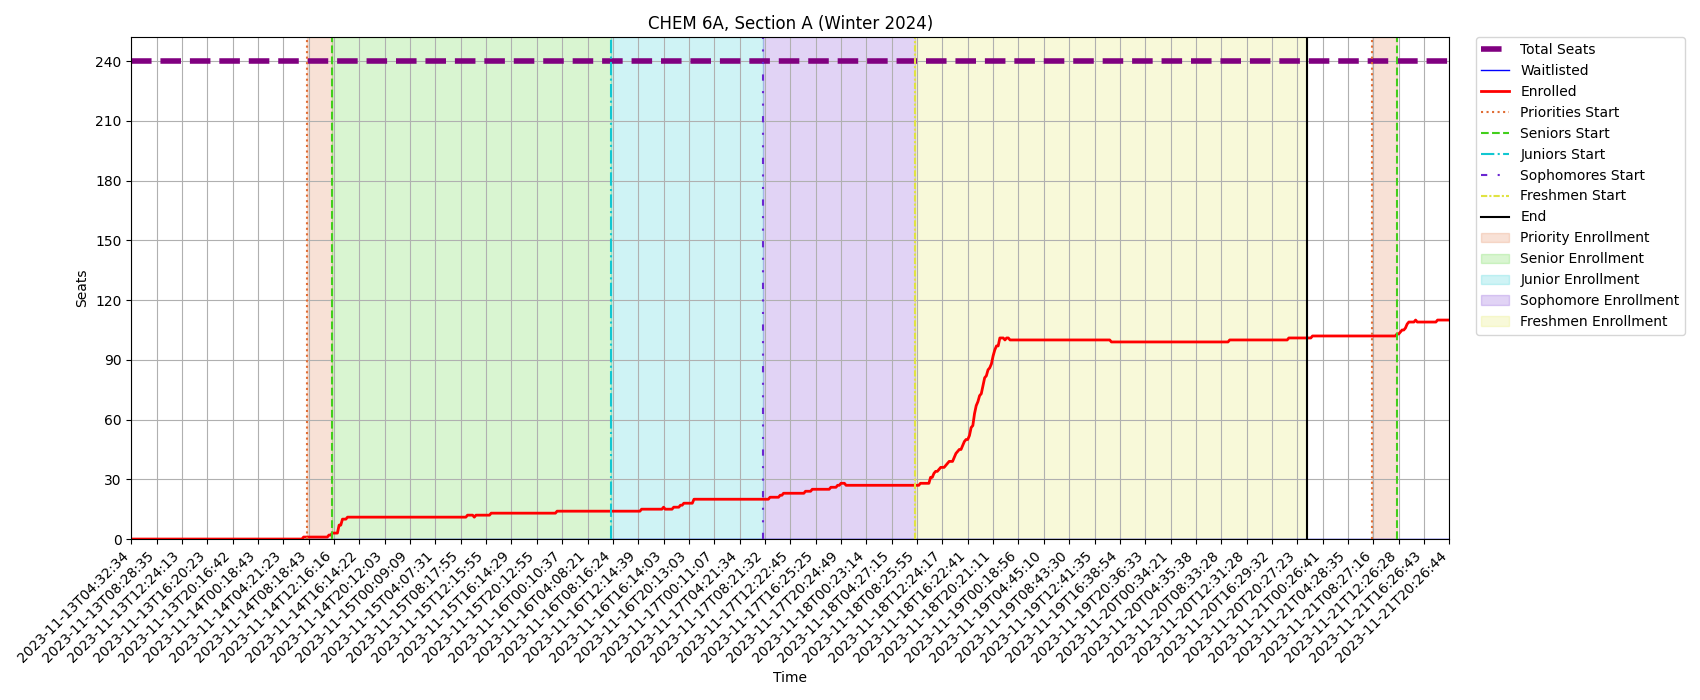 CHEM 6A, Section A (Winter 2024)
Seats
240
210
180
150
120
90
60
30
0
2023-11-13T04:32:34
2023-11-13T08:28:35
2023-11-13T12:24:13
2023-11-13T16:20:23
2023-11-13T20:16:42
2023-11-14T00:18:43
2023-11-14T04:21:23
2023-11-14T08:18:43
2023-11-14T12:16:16
2023-11-14T16:14:22
2023-11-14T20:12:03
2023-11-15T00:09:09
2023-11-15T04:07:31
2023-11-15T08:17:55
2023-11-15T12:15:55
2023-11-15T16:14:29
2023-11-15T20:12:55
2023-11-16T00:10:37
2023-11-16T04:08:21
2023-11-16T08:16:24
2023-11-16T12:14:39
2023-11-16T16:14:03
2023-11-16T20:13:03
2023-11-17T00:11:07
2023-11-17T04:21:34
2023-11-17T08:21:32
2023-11-17T12:22:45
2023-11-17T16:25:25
2023-11-17T20:24:49
2023-11-18T00:23:14
2023-11-18T04:27:15
2023-11-18T08:25:55
2023-11-18T12:24:17
2023-11-18T16:22:41
2023-11-18T20:21:11
2023-11-19T00:18:56
2023-11-19T04:45:10
2023-11-19T08:43:30
2023-11-19T12:41:35
2023-11-19T16:38:54
2023-11-19T20:36:33
2023-11-20T00:34:21
2023-11-20T04:35:38
2023-11-20T08:33:28
2023-11-20T12:31:28
2023-11-20T16:29:32
2023-11-20T20:27:23
2023-11-21T00:26:41
2023-11-21T04:28:35
2023-11-21T08:27:16
2023-11-21T12:26:28
2023-11-21T16:26:43
2023-11-21T20:26:44
Time
Total Seats
Waitlisted
Enrolled
Priorities Start
Seniors Start
Juniors Start
Sophomores Start
Freshmen Start
End
Priority Enrollment
Senior Enrollment
Junior Enrollment
Sophomore Enrollment
Freshmen Enrollment